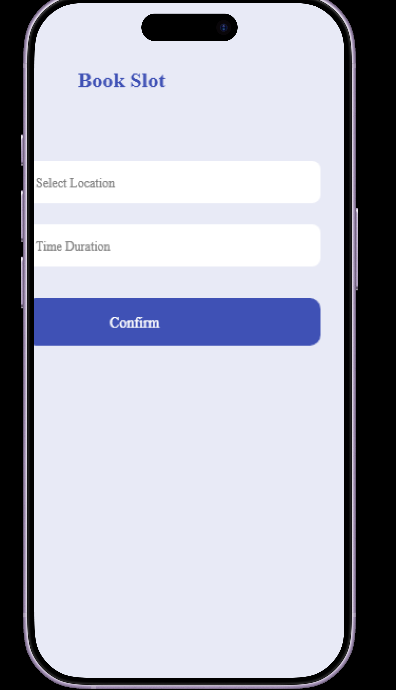 Book Slot
Select Location
Time Duration
Confirm